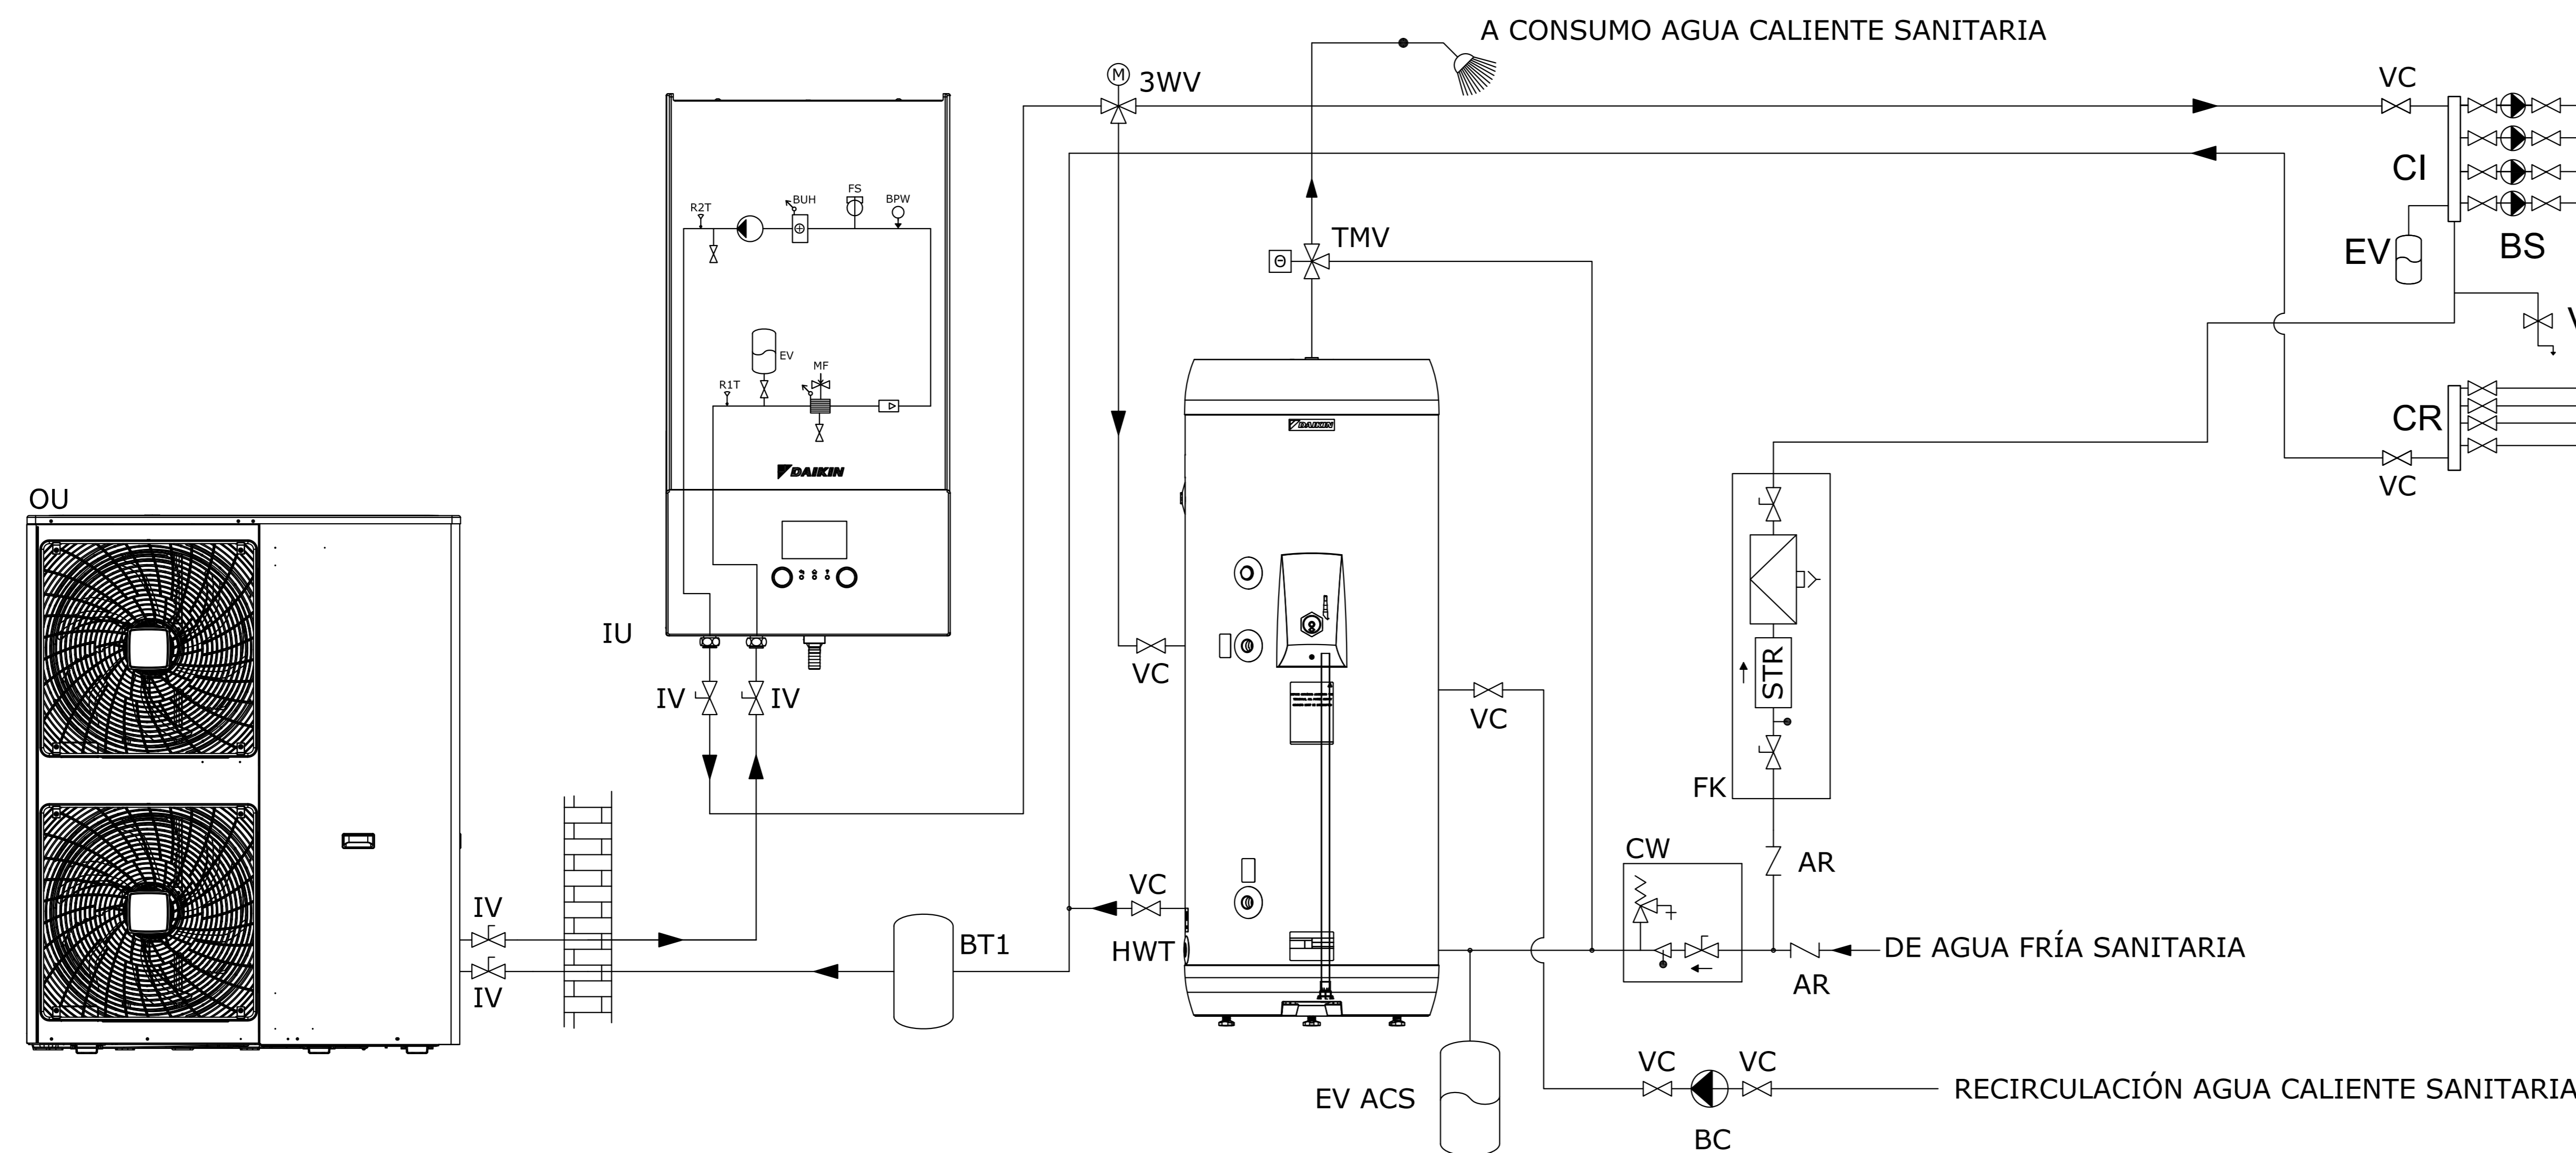 A CONSUMO AGUA CALIENTE SANITARIA
M
3WV
VC
CI
EV
BS
R2T
BUH
FS
BPW
EV
MF
R1T
DAIKIN
TMV
Θ
DAIKIN
CR
VC
OU
IU
IV
IV
VC
VC
STR
FK
CW
AR
IV
IV
BT1
VC
HWT
DE AGUA FRÍA SANITARIA
AR
EV ACS
VC
VC
BC
RECIRCULACIÓN AGUA CALIENTE SANITARIA